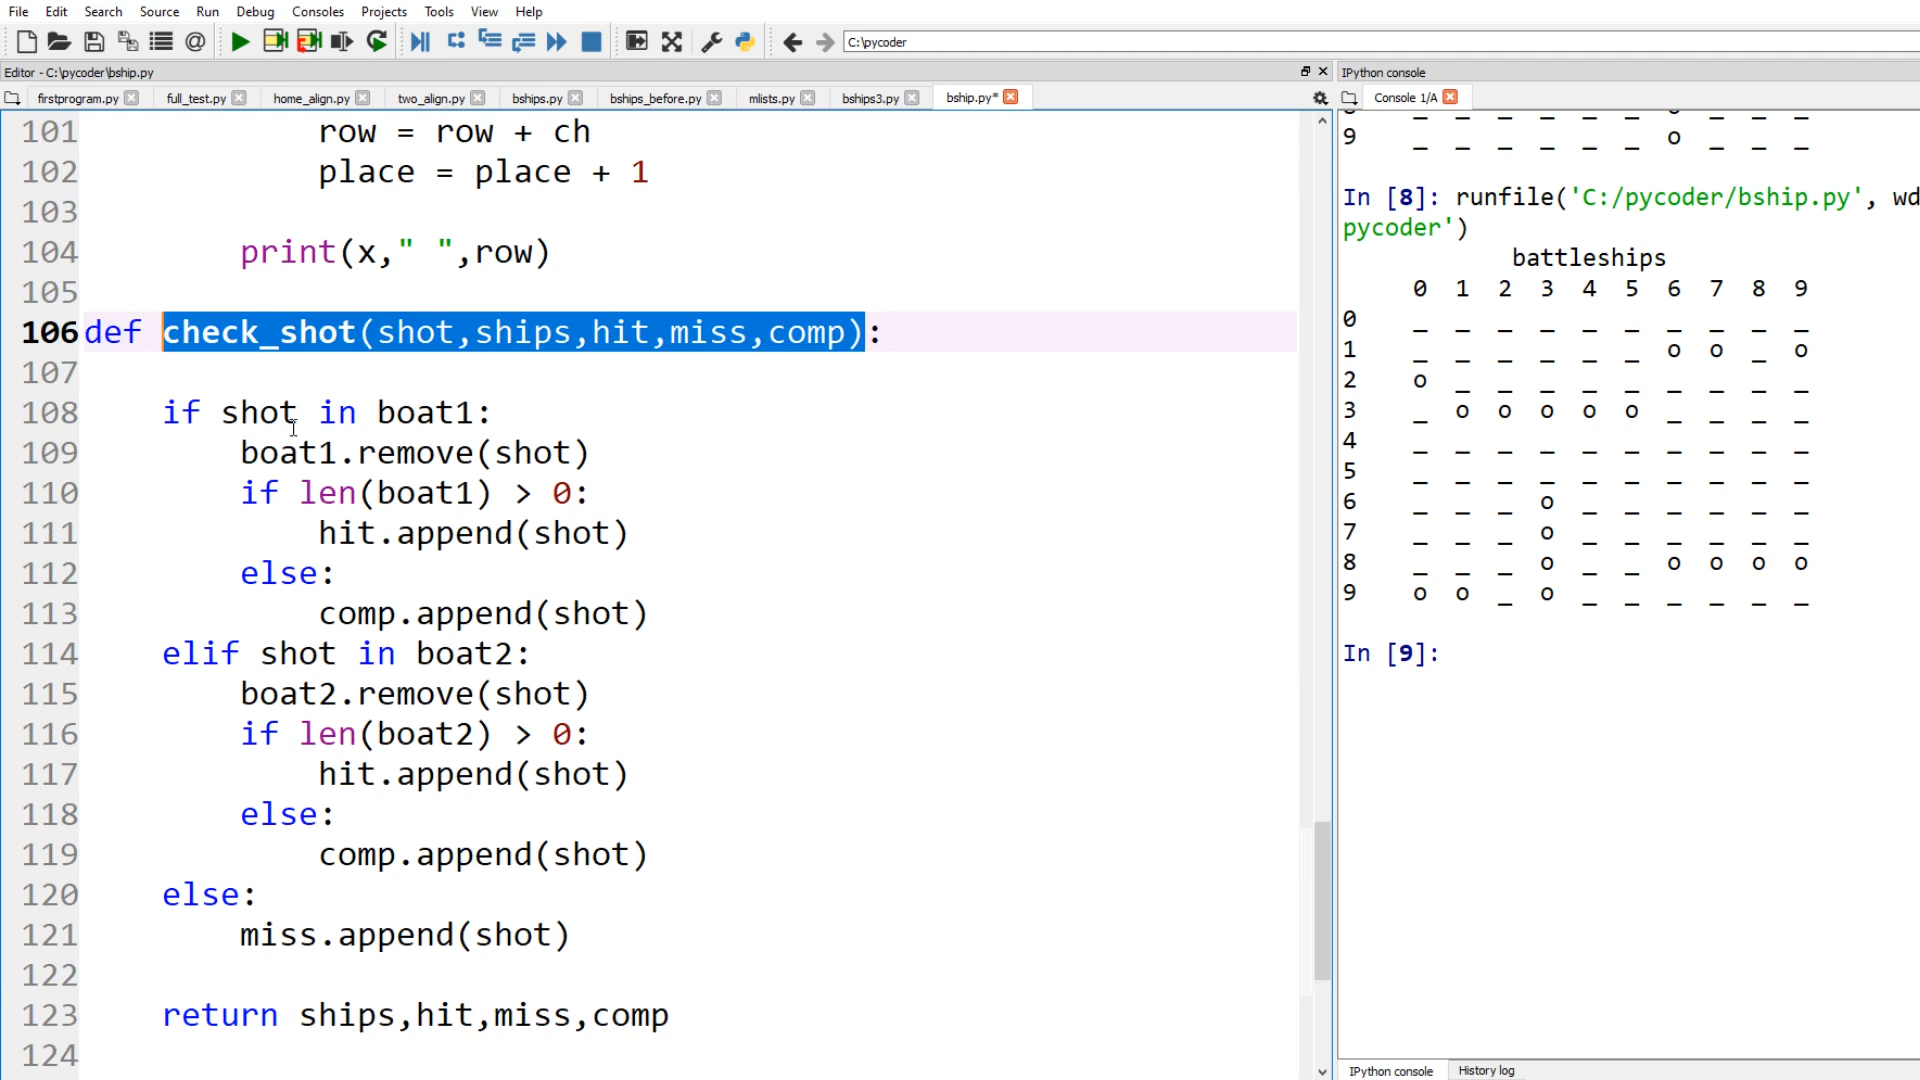 File Edit Search Source Run Debug Consoles Projects Tools View Help
C:\pycoder
Editor - C:\pycoder\bship.py
firstprogram.py full_test.py home_align.py two_align.py bships.py bships_before.py mlists.py bships3.py bship.py*
101 row = row + ch
102 place = place + 1
103
104 print(x," ",row)
105
106 def check_shot(shot,ships,hit,miss,comp):
107
108 if shot in boat1:
109 boat1.remove(shot)
110 if len(boat1) > 0:
111 hit.append(shot)
112 else:
113 comp.append(shot)
114 elif shot in boat2:
115 boat2.remove(shot)
116 if len(boat2) > 0:
117 hit.append(shot)
118 else:
119 comp.append(shot)
120 else:
121 miss.append(shot)
122
123 return ships,hit,miss,comp
124
IPython console
Console 1/A
9 _ _ _ _ _ _ o _ _ _
In [8]: runfile('C:/pycoder/bship.py', wd
pycoder')
battleships
0 1 2 3 4 5 6 7 8 9
0 _ _ _ _ _ _ _ _ _ _
1 _ _ _ _ _ _ o o _ o
2 o _ _ _ _ _ _ _ _ _
3 _ o o o o o _ _ _ _
4 _ _ _ _ _ _ _ _ _ _
5 _ _ _ _ _ _ _ _ _ _
6 _ _ _ o _ _ _ _ _ _
7 _ _ _ o _ _ _ _ _ _
8 _ _ _ o _ _ o o o o
9 o o _ o _ _ _ _ _ _
In [9]:
IPython console History log